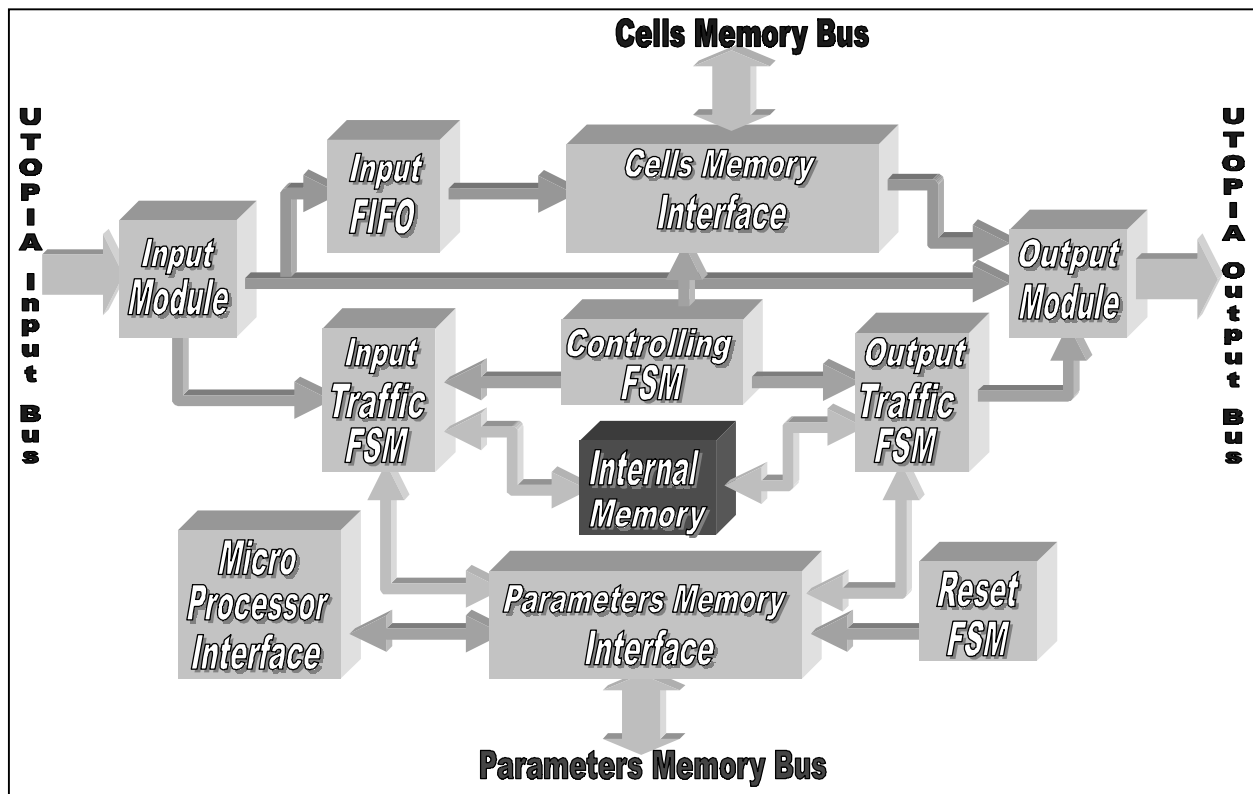 Cells Memory Bus
UTOPIA Input Bus
UTOPIA Output Bus
Input
FIFO
Cells Memory
Interface
Input
Module
Output
Module
Input
Traffic
FSM
Controlling
FSM
Output
Traffic
FSM
Internal
Memory
Micro
Processor
Interface
Parameters Memory
Interface
Reset
FSM
Parameters Memory Bus